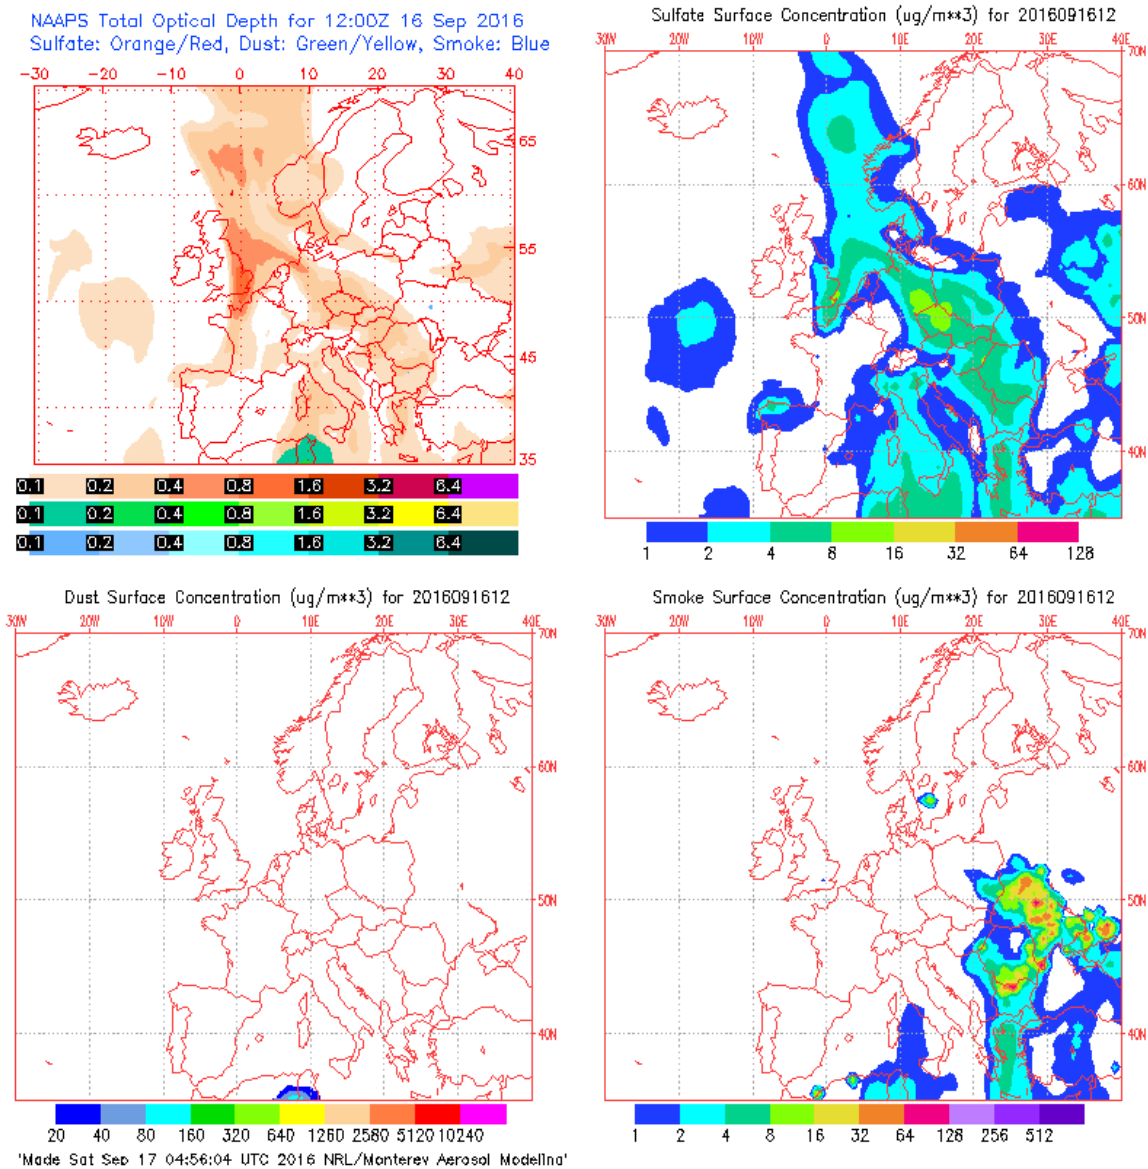 NAAPS Total Optical Depth for 12:00Z 16 Sep 2016
Sulfate: Orange/Red, Dust: Green/Yellow, Smoke: Blue
-30 -20 -10 0 10 20 30 40
65
55
45
35
0.1 0.2 0.4 0.8 1.6 3.2 6.4
0.1 0.2 0.4 0.8 1.6 3.2 6.4
0.1 0.2 0.4 0.8 1.6 3.2 6.4
Sulfate Surface Concentration (ug/m**3) for 2016091612
30W 20W 10W 0 10E 20E 30E 40E
70N
60N
50N
40N
1 2 4 8 16 32 64 128
Dust Surface Concentration (ug/m**3) for 2016091612
30W 20W 10W 0 10E 20E 30E 40E
70N
60N
50N
40N
20 40 80 160 320 640 1260 2580 5120 10240
Smoke Surface Concentration (ug/m**3) for 2016091612
30W 20W 10W 0 10E 20E 30E 40E
70N
60N
50N
40N
1 2 4 8 16 32 64 128 256 512
'Made Sat Sep 17 04:56:04 UTC 2016 NRL/Monterey Aerosol Modeling'